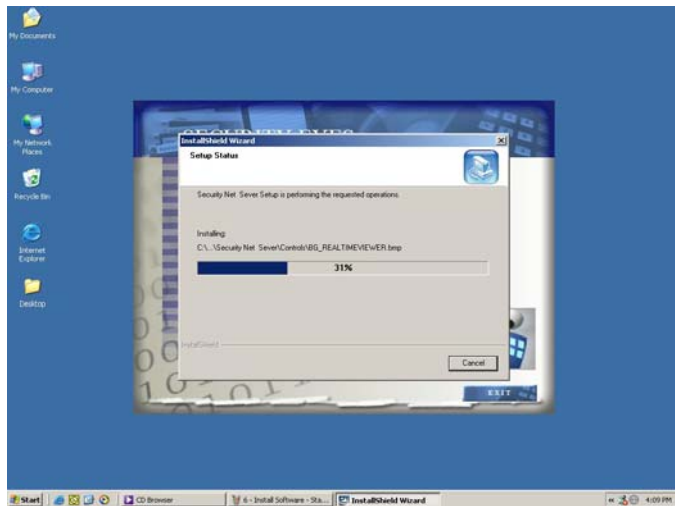 My Documents
My Computer
My Network
Places
Recycle Bin
Internet
Explorer
Desktop
SECURITY EYES
InstallShield Wizard
Setup Status
Security Net Sever Setup is performing the requested operations.
Installing:
C:\...\Security Net Sever\Controls\BG_REALTIMEVIEWER.bmp
31%
InstallShield
Cancel
EXIT
Start
CD Browser
6 - Install Software - Sta...
InstallShield Wizard
4:09 PM